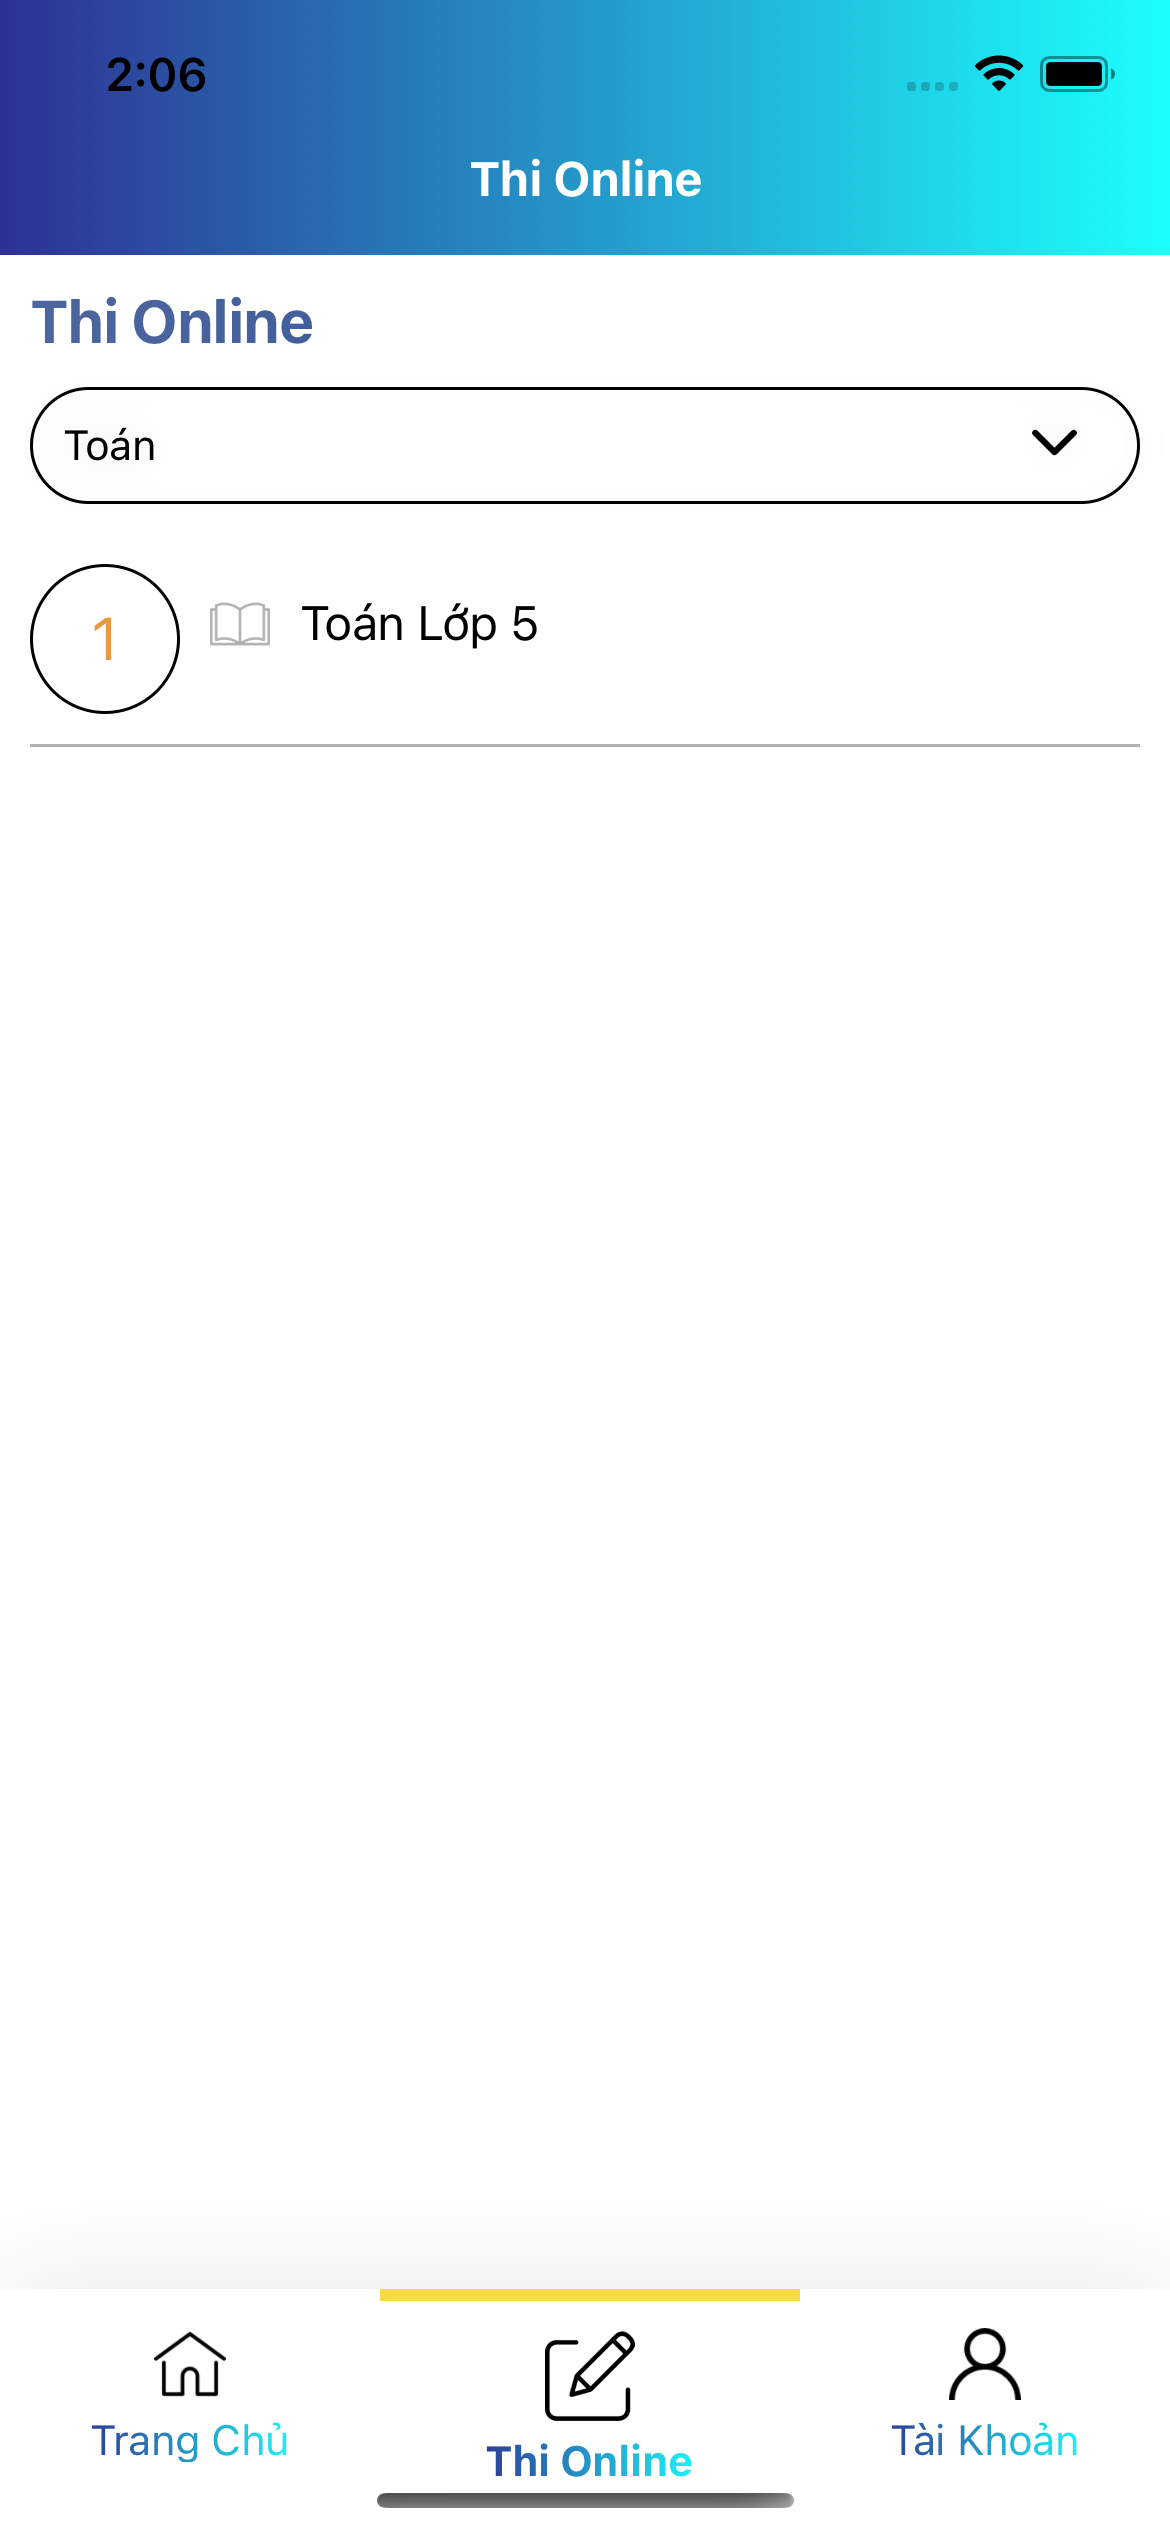 2:06
Thi Online
Thi Online
Toán
1
Toán Lớp 5
Trang Chủ
Thi Online
Tài Khoản